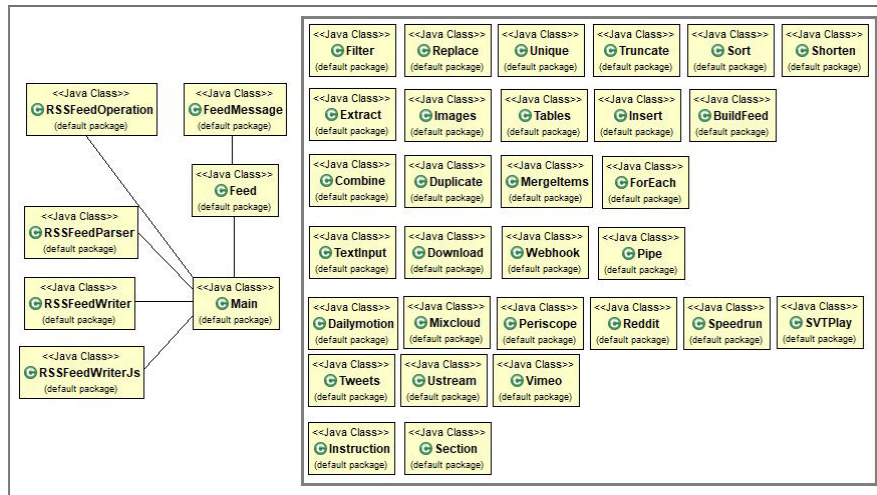 <<Java Class>>
RSSFeedOperation
(default package)
<<Java Class>>
FeedMessage
(default package)
<<Java Class>>
Feed
(default package)
<<Java Class>>
RSSFeedParser
(default package)
<<Java Class>>
RSSFeedWriter
(default package)
<<Java Class>>
Main
(default package)
<<Java Class>>
RSSFeedWriterJs
(default package)
<<Java Class>>
Filter
(default package)
<<Java Class>>
Replace
(default package)
<<Java Class>>
Unique
(default package)
<<Java Class>>
Truncate
(default package)
<<Java Class>>
Sort
(default package)
<<Java Class>>
Shorten
(default package)
<<Java Class>>
Extract
(default package)
<<Java Class>>
Images
(default package)
<<Java Class>>
Tables
(default package)
<<Java Class>>
Insert
(default package)
<<Java Class>>
BuildFeed
(default package)
<<Java Class>>
Combine
(default package)
<<Java Class>>
Duplicate
(default package)
<<Java Class>>
MergeItems
(default package)
<<Java Class>>
ForEach
(default package)
<<Java Class>>
TextInput
(default package)
<<Java Class>>
Download
(default package)
<<Java Class>>
Webhook
(default package)
<<Java Class>>
Pipe
(default package)
<<Java Class>>
Dailymotion
(default package)
<<Java Class>>
Mixcloud
(default package)
<<Java Class>>
Periscope
(default package)
<<Java Class>>
Reddit
(default package)
<<Java Class>>
Speedrun
(default package)
<<Java Class>>
SVTPlay
(default package)
<<Java Class>>
Tweets
(default package)
<<Java Class>>
Ustream
(default package)
<<Java Class>>
Vimeo
(default package)
<<Java Class>>
Instruction
(default package)
<<Java Class>>
Section
(default package)